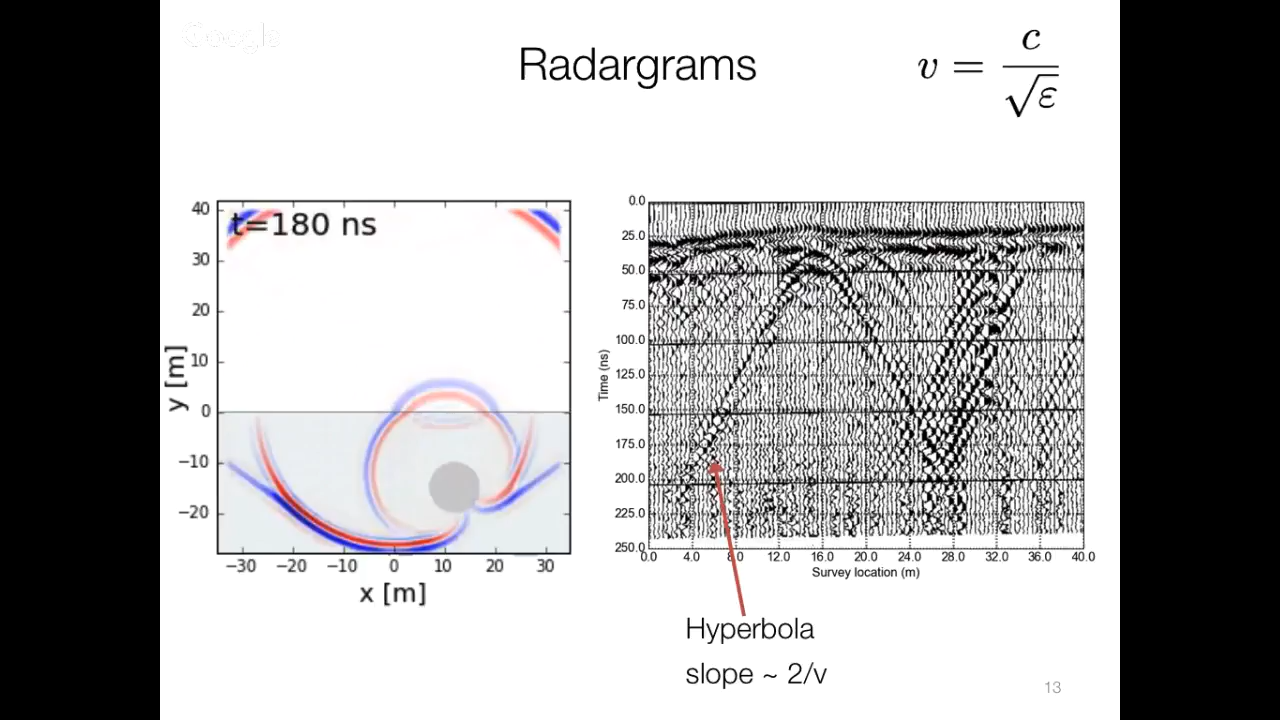 Google
Radargrams
v = c / √ε
t=180 ns
40
30
20
10
0
−10
−20
y [m]
−30 −20 −10 0 10 20 30
x [m]
0.0
25.0
50.0
75.0
100.0
125.0
150.0
175.0
200.0
225.0
250.0
Time (ns)
0.0 4.0 8.0 12.0 16.0 20.0 24.0 28.0 32.0 36.0 40.0
Survey location (m)
Hyperbola
slope ~ 2/v
13